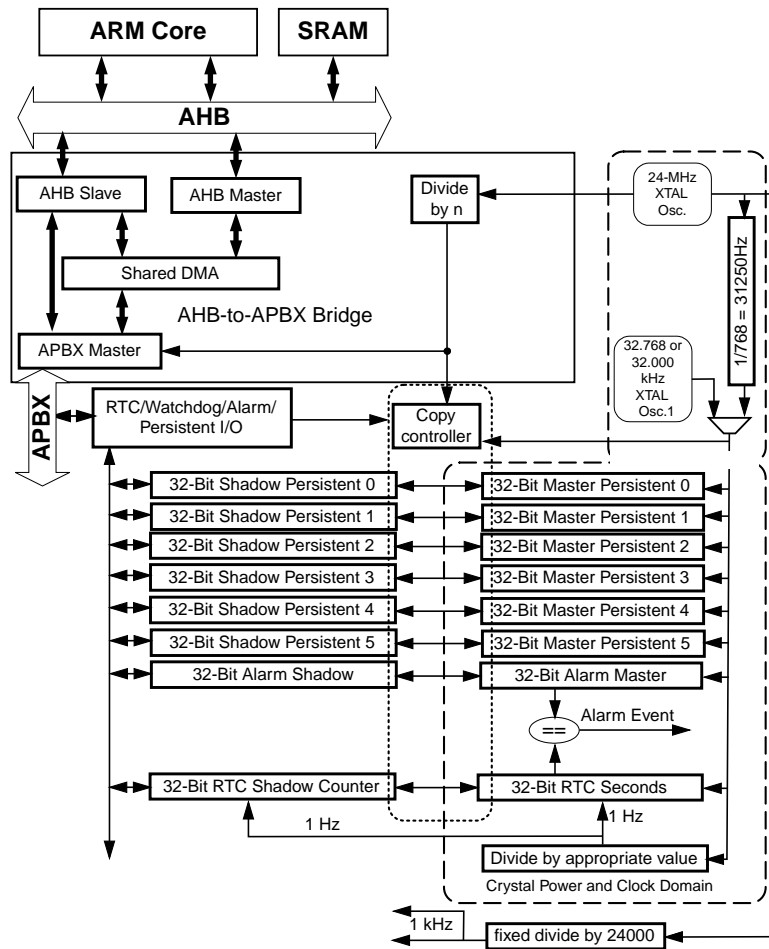 ARM Core
SRAM
AHB
AHB Slave
AHB Master
Divide
by n
24-MHz
XTAL
Osc.
1/768 = 31250Hz
Shared DMA
AHB-to-APBX Bridge
APBX Master
32.768 or
32.000
kHz
XTAL
Osc.1
APBX
RTC/Watchdog/Alarm/
Persistent I/O
Copy
controller
32-Bit Shadow Persistent 0
32-Bit Master Persistent 0
32-Bit Shadow Persistent 1
32-Bit Master Persistent 1
32-Bit Shadow Persistent 2
32-Bit Master Persistent 2
32-Bit Shadow Persistent 3
32-Bit Master Persistent 3
32-Bit Shadow Persistent 4
32-Bit Master Persistent 4
32-Bit Shadow Persistent 5
32-Bit Master Persistent 5
32-Bit Alarm Shadow
32-Bit Alarm Master
Alarm Event
==
32-Bit RTC Shadow Counter
32-Bit RTC Seconds
1 Hz
1 Hz
Divide by appropriate value
Crystal Power and Clock Domain
1 kHz
fixed divide by 24000